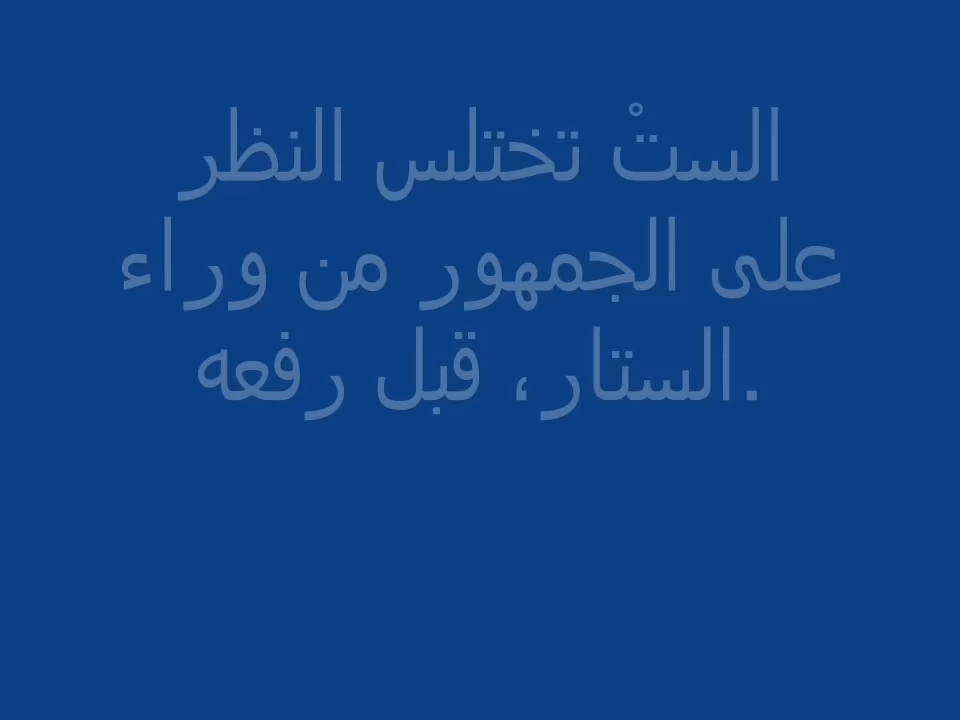 الستْ تختلس النظر
على الجمهور من وراء
الستار، قبل رفعه.